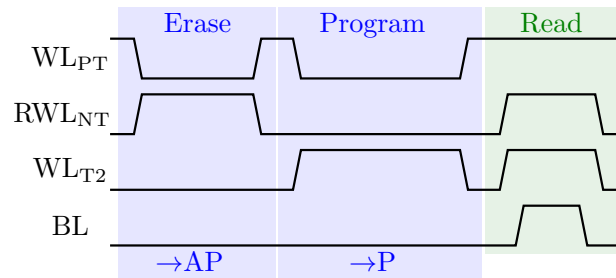 Erase Program Read
WL_PT
RWL_NT
WL_T2
BL
→AP →P